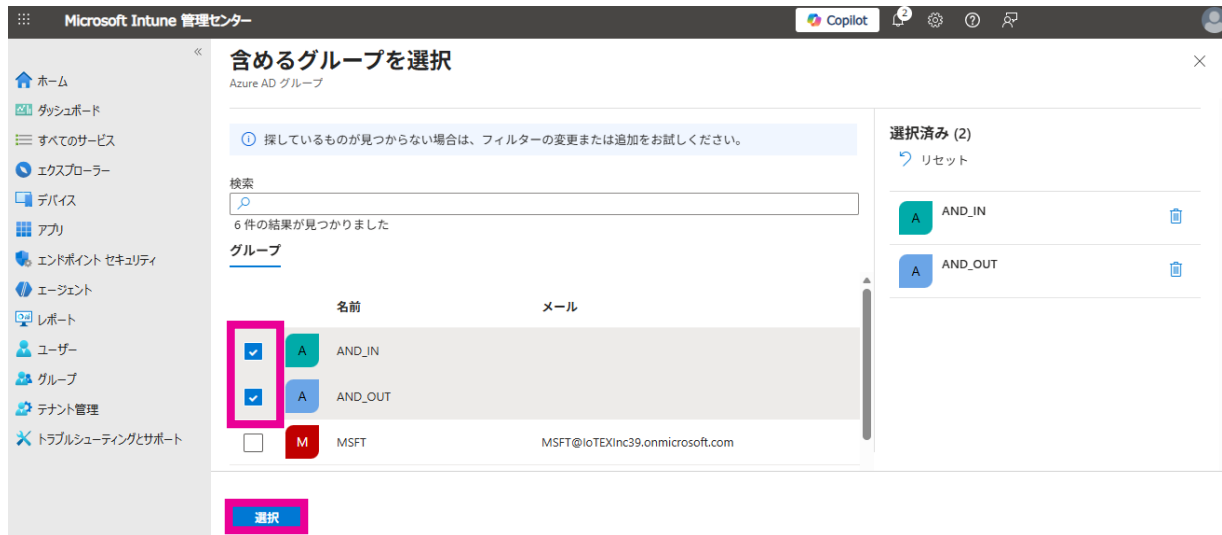 Microsoft Intune 管理センター
Copilot
2
«
ホーム
ダッシュボード
すべてのサービス
エクスプローラー
デバイス
アプリ
エンドポイント セキュリティ
エージェント
レポート
ユーザー
グループ
テナント管理
トラブルシューティングとサポート
含めるグループを選択
Azure AD グループ
探しているものが見つからない場合は、フィルターの変更または追加をお試しください。
検索
6 件の結果が見つかりました
グループ
名前 メール
A AND_IN
A AND_OUT
M MSFT MSFT@IoTEXInc39.onmicrosoft.com
選択
選択済み (2)
リセット
A AND_IN
A AND_OUT